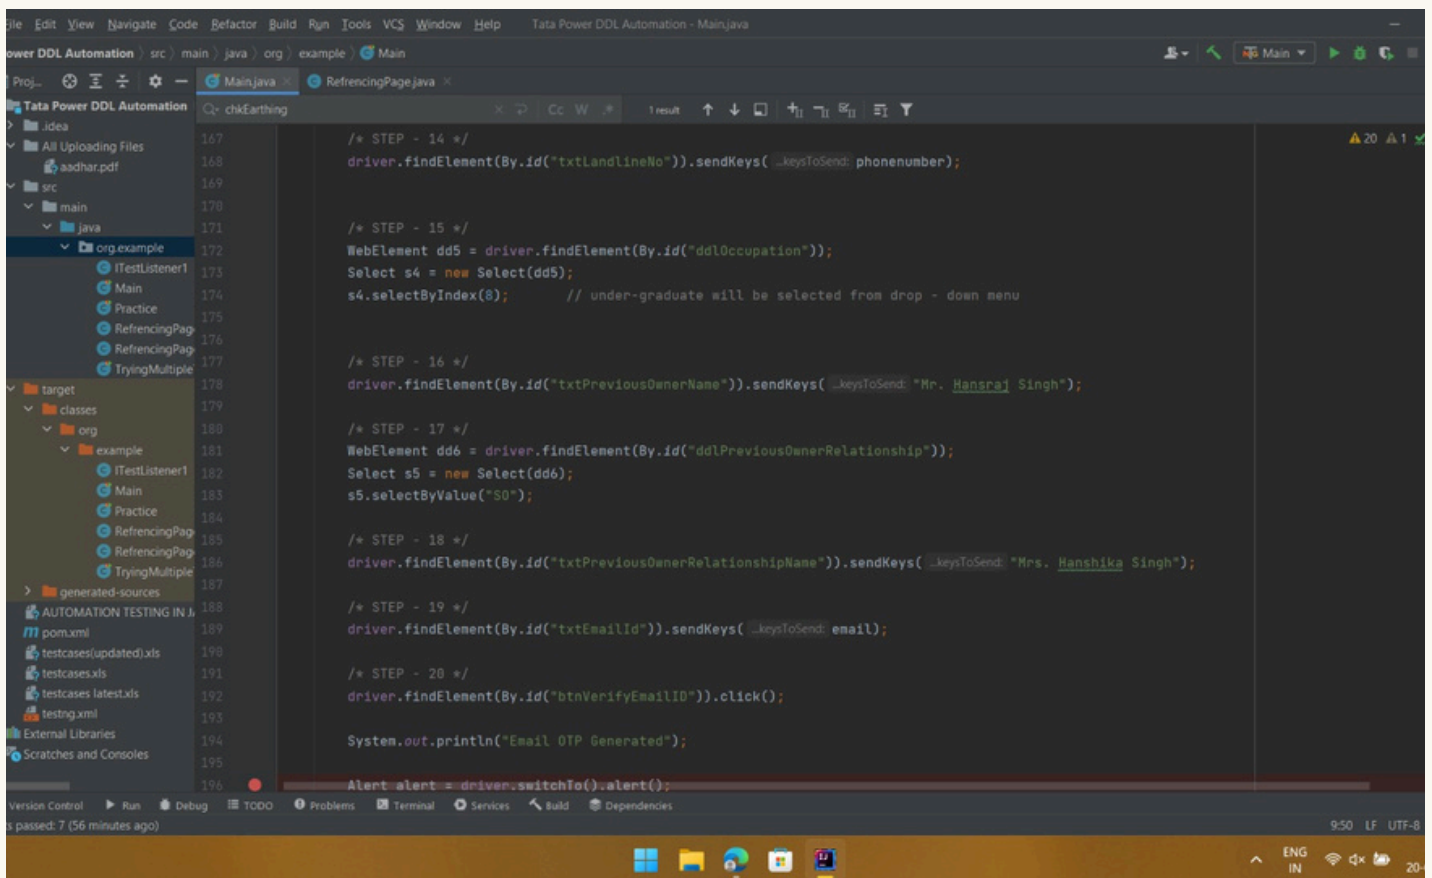 File Edit View Navigate Code Refactor Build Run Tools VCS Window Help Tata Power DDL Automation - Main.java
ower DDL Automation src main java org example Main Main
Proj... Main.java RefrencingPage.java
Tata Power DDL Automation
chkEarthing Cc W .* 1 result
.idea
All Uploading Files
aadhar.pdf
src
main
java
org.example
ITestListener1
Main
Practice
RefrencingPag
RefrencingPag
TryingMultiple
target
classes
org
example
ITestListener1
Main
Practice
RefrencingPag
RefrencingPag
TryingMultiple
generated-sources
AUTOMATION TESTING IN J
pom.xml
testcases(updated).xls
testcases.xls
testcases latest.xls
testng.xml
External Libraries
Scratches and Consoles
20 1
167 /* STEP - 14 */
168 driver.findElement(By.id("txtLandlineNo")).sendKeys( ...keysToSend: phonenumber);
169
170
171 /* STEP - 15 */
172 WebElement dd5 = driver.findElement(By.id("ddlOccupation"));
173 Select s4 = new Select(dd5);
174 s4.selectByIndex(8); // under-graduate will be selected from drop - down menu
175
176
177 /* STEP - 16 */
178 driver.findElement(By.id("txtPreviousOwnerName")).sendKeys( ...keysToSend: "Mr. Hansraj Singh");
179
180 /* STEP - 17 */
181 WebElement dd6 = driver.findElement(By.id("ddlPreviousOwnerRelationship"));
182 Select s5 = new Select(dd6);
183 s5.selectByValue("SO");
184
185 /* STEP - 18 */
186 driver.findElement(By.id("txtPreviousOwnerRelationshipName")).sendKeys( ...keysToSend: "Mrs. Hanshika Singh");
187
188 /* STEP - 19 */
189 driver.findElement(By.id("txtEmailId")).sendKeys( ...keysToSend: email);
190
191 /* STEP - 20 */
192 driver.findElement(By.id("btnVerifyEmailID")).click();
193
194 System.out.println("Email OTP Generated");
195
196 Alert alert = driver.switchTo().alert();
Version Control Run Debug TODO Problems Terminal Services Build Dependencies
s passed: 7 (56 minutes ago) 9:50 LF UTF-8
ENG
IN
20-